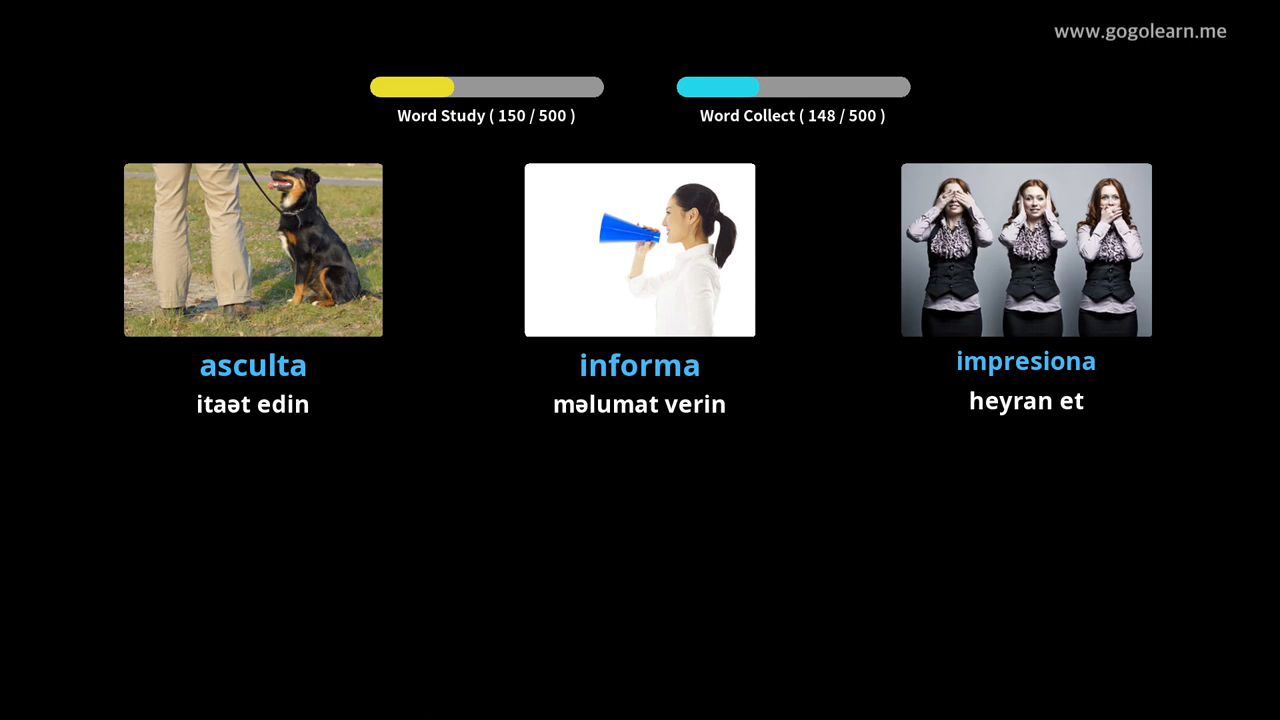 www.gogolearn.me
Word Study ( 150 / 500 )
Word Collect ( 148 / 500 )
asculta
itaət edin
informa
məlumat verin
impresiona
heyran et